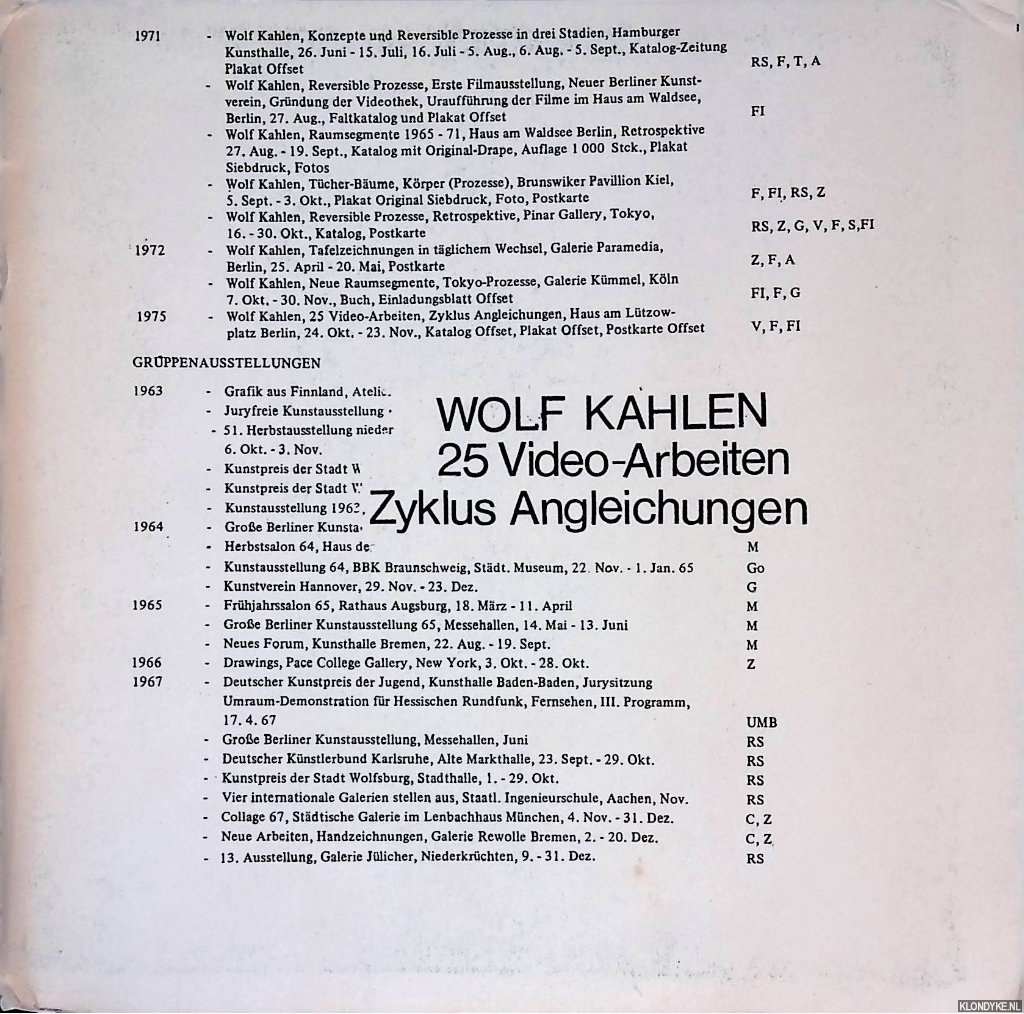 1971 - Wolf Kahlen, Konzepte und Reversible Prozesse in drei Stadien, Hamburger
Kunsthalle, 26. Juni - 15. Juli, 16. Juli - 5. Aug., 6. Aug. - 5. Sept., Katalog-Zeitung
Plakat Offset RS, F, T, A
- Wolf Kahlen, Reversible Prozesse, Erste Filmausstellung, Neuer Berliner Kunst-
verein, Gründung der Videothek, Uraufführung der Filme im Haus am Waldsee,
Berlin, 27. Aug., Faltkatalog und Plakat Offset FI
- Wolf Kahlen, Raumsegmente 1965 - 71, Haus am Waldsee Berlin, Retrospektive
27. Aug. - 19. Sept., Katalog mit Original-Drape, Auflage 1 000 Stck., Plakat
Siebdruck, Fotos
- Wolf Kahlen, Tücher-Bäume, Körper (Prozesse), Brunswiker Pavillion Kiel,
5. Sept. - 3. Okt., Plakat Original Siebdruck, Foto, Postkarte F, FI, RS, Z
- Wolf Kahlen, Reversible Prozesse, Retrospektive, Pinar Gallery, Tokyo,
16. - 30. Okt., Katalog, Postkarte RS, Z, G, V, F, S,FI
1972 - Wolf Kahlen, Tafelzeichnungen in täglichem Wechsel, Galerie Paramedia,
Berlin, 25. April - 20. Mai, Postkarte Z, F, A
- Wolf Kahlen, Neue Raumsegmente, Tokyo-Prozesse, Galerie Kümmel, Köln
7. Okt. - 30. Nov., Buch, Einladungsblatt Offset FI, F, G
1975 - Wolf Kahlen, 25 Video-Arbeiten, Zyklus Angleichungen, Haus am Lützow-
platz Berlin, 24. Okt. - 23. Nov., Katalog Offset, Plakat Offset, Postkarte Offset V, F, FI
GRUPPENAUSSTELLUNGEN
1963 - Grafik aus Finnland,
- Juryfreie Kunstausstellung
- 51. Herbstausstellung nieder
6. Okt. - 3. Nov.
- Kunstpreis der Stadt W
- Kunstpreis der Stadt
- Kunstausstellung
WOLF KAHLEN
25 Video-Arbeiten
Zyklus Angleichungen
1964 - Große Berliner Kunsta
- Herbstsalon 64, Haus de M
- Kunstausstellung 64, BBK Braunschweig, Städt. Museum, 22. Nov. - 1. Jan. 65 Go
- Kunstverein Hannover, 29. Nov. - 23. Dez. G
1965 - Frühjahrssalon 65, Rathaus Augsburg, 18. März - 11. April M
- Große Berliner Kunstausstellung 65, Messehallen, 14. Mai - 13. Juni M
- Neues Forum, Kunsthalle Bremen, 22. Aug. - 19. Sept. M
1966 - Drawings, Pace College Gallery, New York, 3. Okt. - 28. Okt. Z
1967 - Deutscher Kunstpreis der Jugend, Kunsthalle Baden-Baden, Jurysitzung
Umraum-Demonstration für Hessischen Rundfunk, Fernsehen, III. Programm,
17. 4. 67 UMB
- Große Berliner Kunstausstellung, Messehallen, Juni RS
- Deutscher Künstlerbund Karlsruhe, Alte Markthalle, 23. Sept. - 29. Okt. RS
- Kunstpreis der Stadt Wolfsburg, Stadthalle, 1. - 29. Okt. RS
- Vier internationale Galerien stellen aus, Staatl. Ingenieurschule, Aachen, Nov. RS
- Collage 67, Städtische Galerie im Lenbachhaus München, 4. Nov. - 31. Dez. C, Z
- Neue Arbeiten, Handzeichnungen, Galerie Rewolle Bremen, 2. - 20. Dez. C, Z
- 13. Ausstellung, Galerie Jülicher, Niederkrüchten, 9. - 31. Dez. RS
KLONDYKE.NL